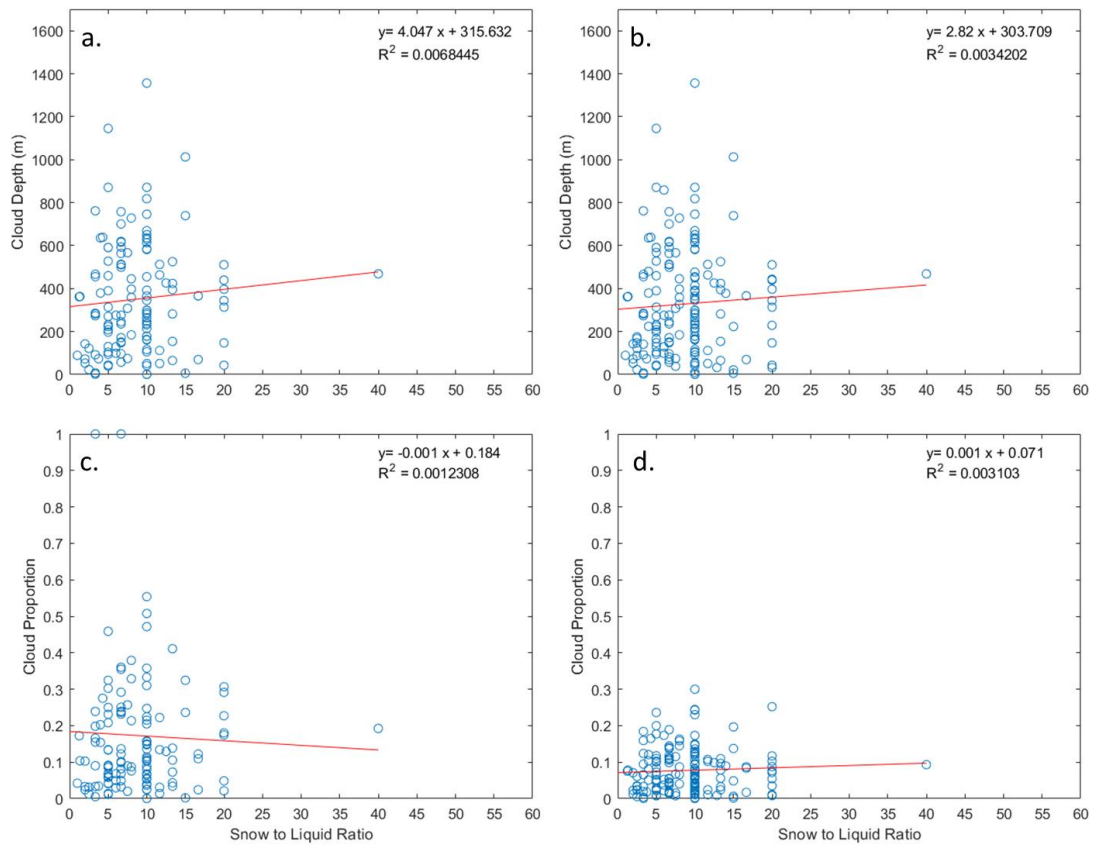 a.
y= 4.047 x + 315.632
R² = 0.0068445
Cloud Depth (m)
1600
1400
1200
1000
800
600
400
200
0
0 5 10 15 20 25 30 35 40 45 50 55 60
b.
y= 2.82 x + 303.709
R² = 0.0034202
Cloud Depth (m)
1600
1400
1200
1000
800
600
400
200
0
0 5 10 15 20 25 30 35 40 45 50 55 60
c.
y= -0.001 x + 0.184
R² = 0.0012308
Cloud Proportion
1
0.9
0.8
0.7
0.6
0.5
0.4
0.3
0.2
0.1
0
0 5 10 15 20 25 30 35 40 45 50 55 60
Snow to Liquid Ratio
d.
y= 0.001 x + 0.071
R² = 0.003103
Cloud Proportion
1
0.9
0.8
0.7
0.6
0.5
0.4
0.3
0.2
0.1
0
0 5 10 15 20 25 30 35 40 45 50 55 60
Snow to Liquid Ratio